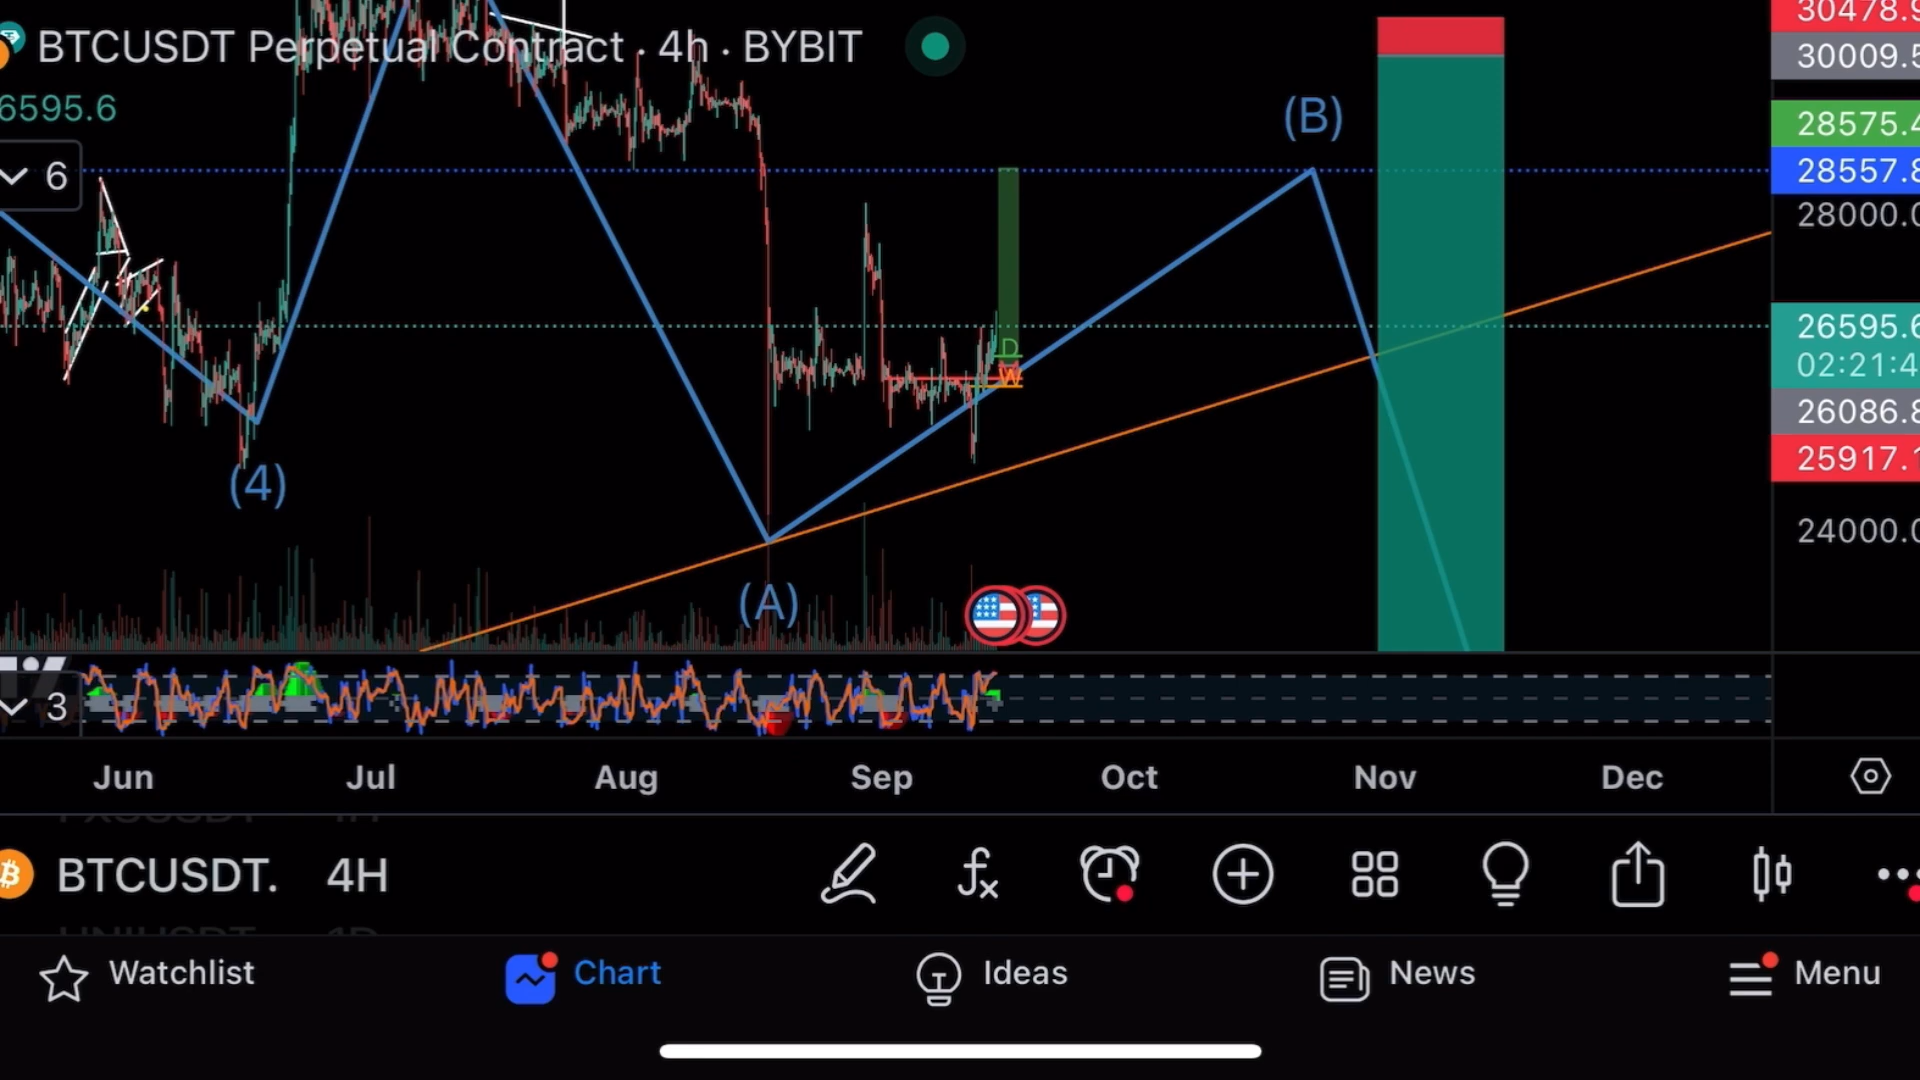 BTCUSDT Perpetual Contract · 4h · BYBIT
6595.6
6
(4)
(A)
(B)
D
W
30478.9
30009.5
28575.4
28557.8
28000.0
26595.6
02:21:4
26086.8
25917.1
24000.0
3
Jun Jul Aug Sep Oct Nov Dec
BTCUSDT. 4H
Watchlist Chart Ideas News Menu